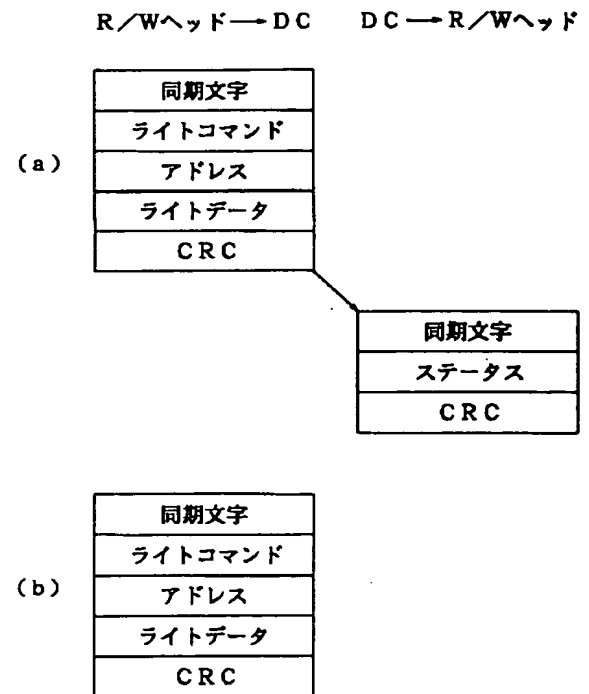 R/Wヘッド→DC DC→R/Wヘッド
(a)
同期文字
ライトコマンド
アドレス
ライトデータ
CRC
同期文字
ステータス
CRC
(b)
同期文字
ライトコマンド
アドレス
ライトデータ
CRC